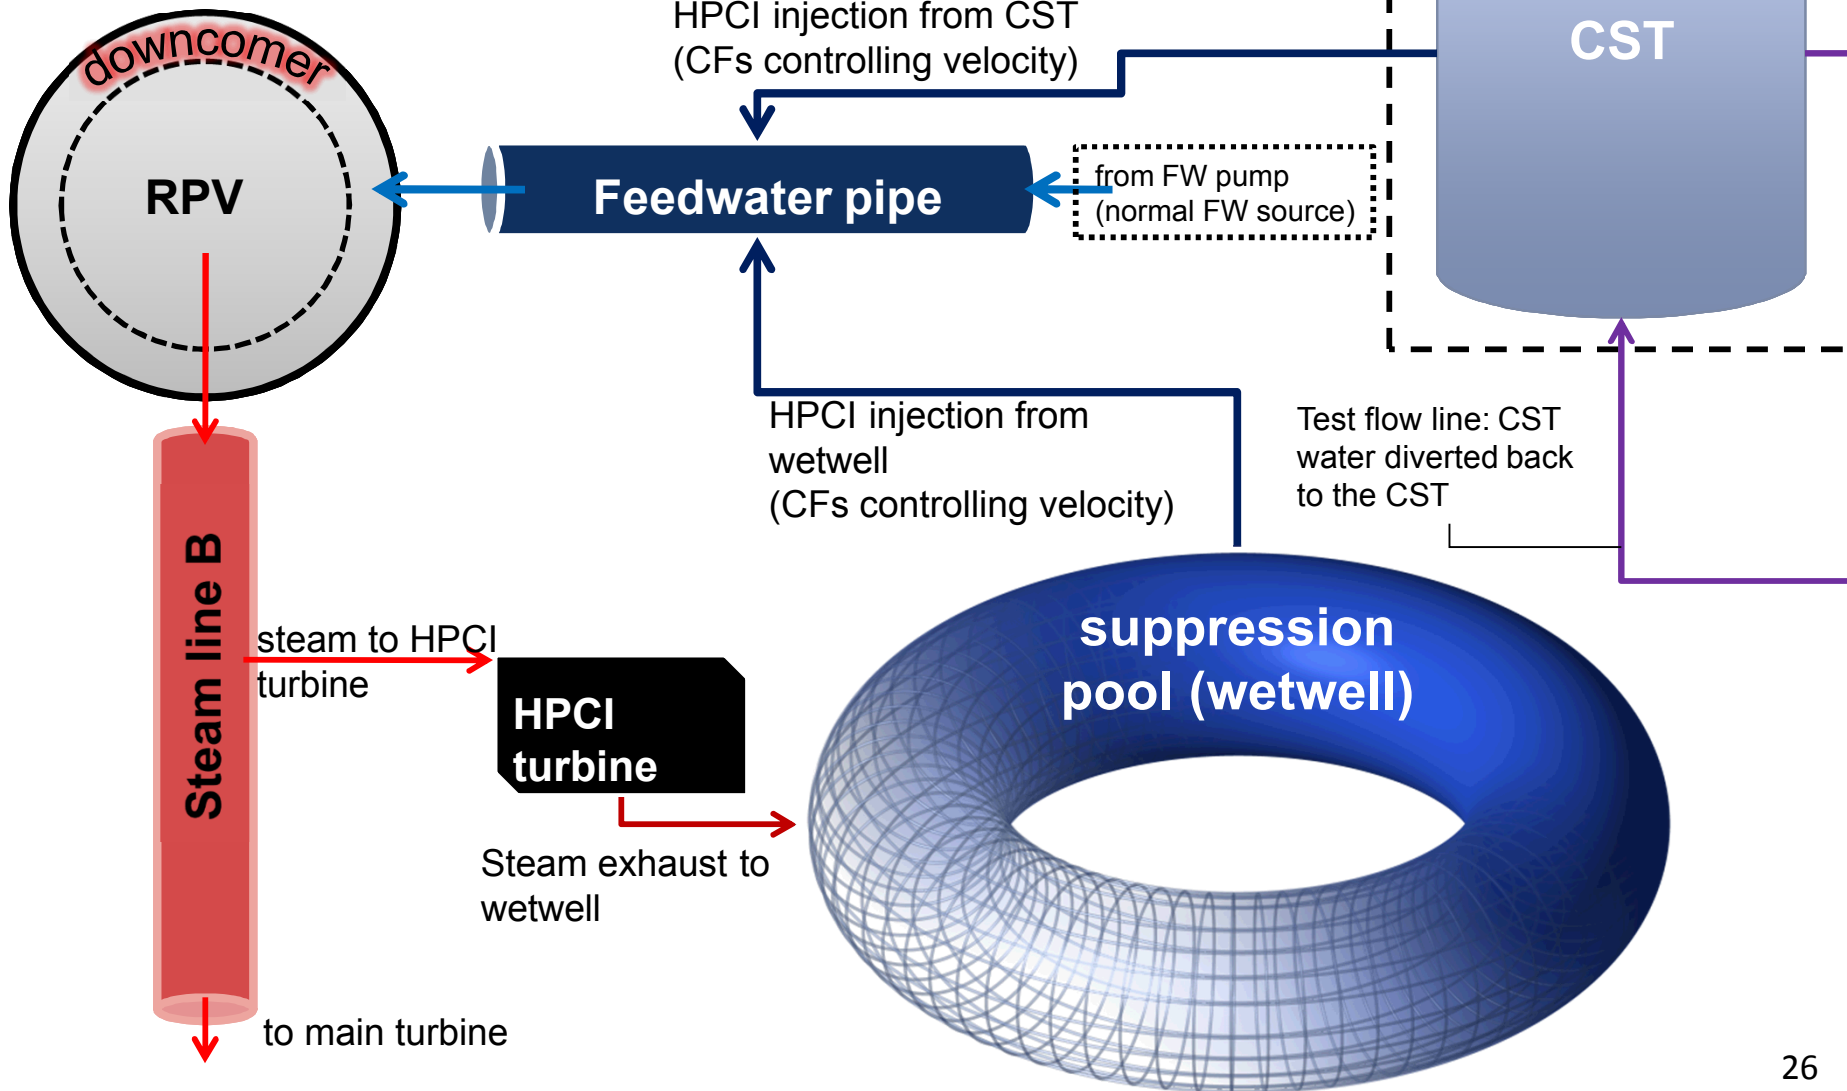 HPCI injection from CST
(CFs controlling velocity)
CST
downcomer
RPV
Feedwater pipe
from FW pump
(normal FW source)
HPCI injection from
wetwell
(CFs controlling velocity)
Test flow line: CST
water diverted back
to the CST
Steam line B
steam to HPCI
turbine
HPCI
turbine
suppression
pool (wetwell)
Steam exhaust to
wetwell
to main turbine
26